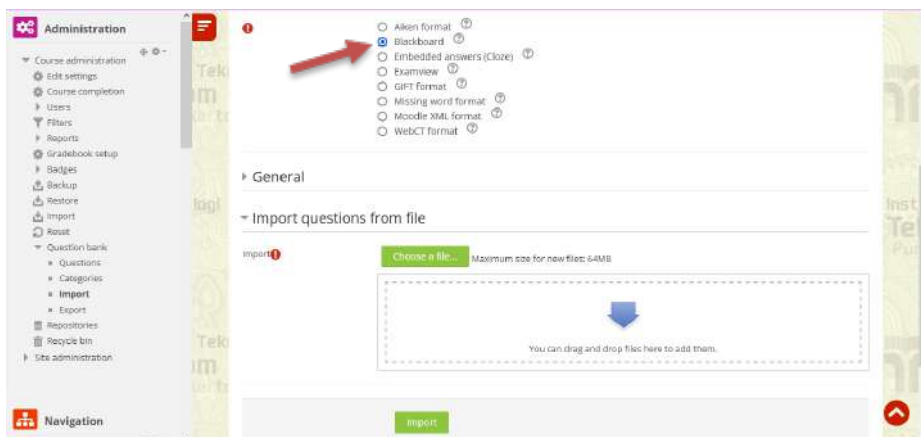 Administration
Course administration
Edit settings
Course completion
Users
Filters
Reports
Gradebook setup
Badges
Backup
Restore
Import
Reset
Question bank
Questions
Categories
Import
Export
Repositories
Recycle bin
Site administration
Navigation
Aiken format
Blackboard
Embedded answers (Cloze)
Examview
GIFT format
Missing word format
Moodle XML format
WebCT format
General
Import questions from file
Import
Choose a file...
Maximum size for new files: 64MB
You can drag and drop files here to add them.
Import
Inst